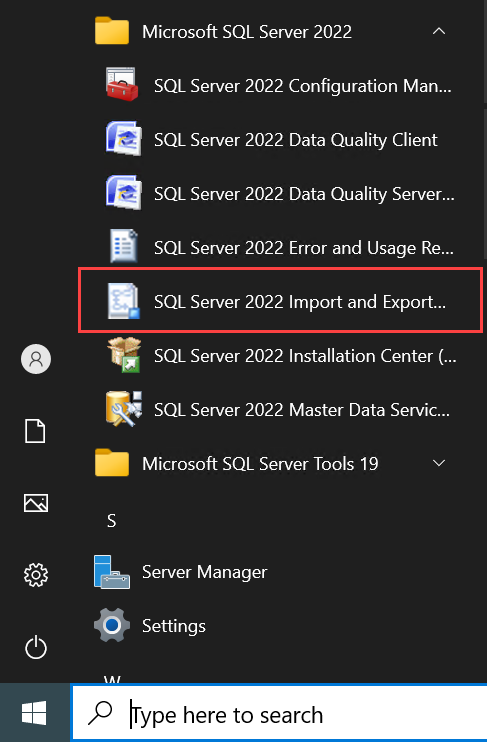 Microsoft SQL Server 2022
SQL Server 2022 Configuration Man...
SQL Server 2022 Data Quality Client
SQL Server 2022 Data Quality Server...
SQL Server 2022 Error and Usage Re...
SQL Server 2022 Import and Export...
SQL Server 2022 Installation Center (...
SQL Server 2022 Master Data Servic...
Microsoft SQL Server Tools 19
S
Server Manager
Settings
W
Type here to search